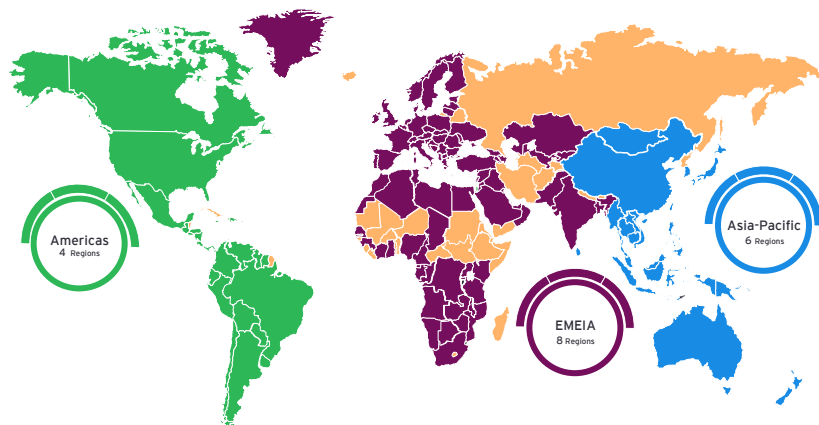 Americas
4 Regions
Asia-Pacific
6 Regions
EMEIA
8 Regions